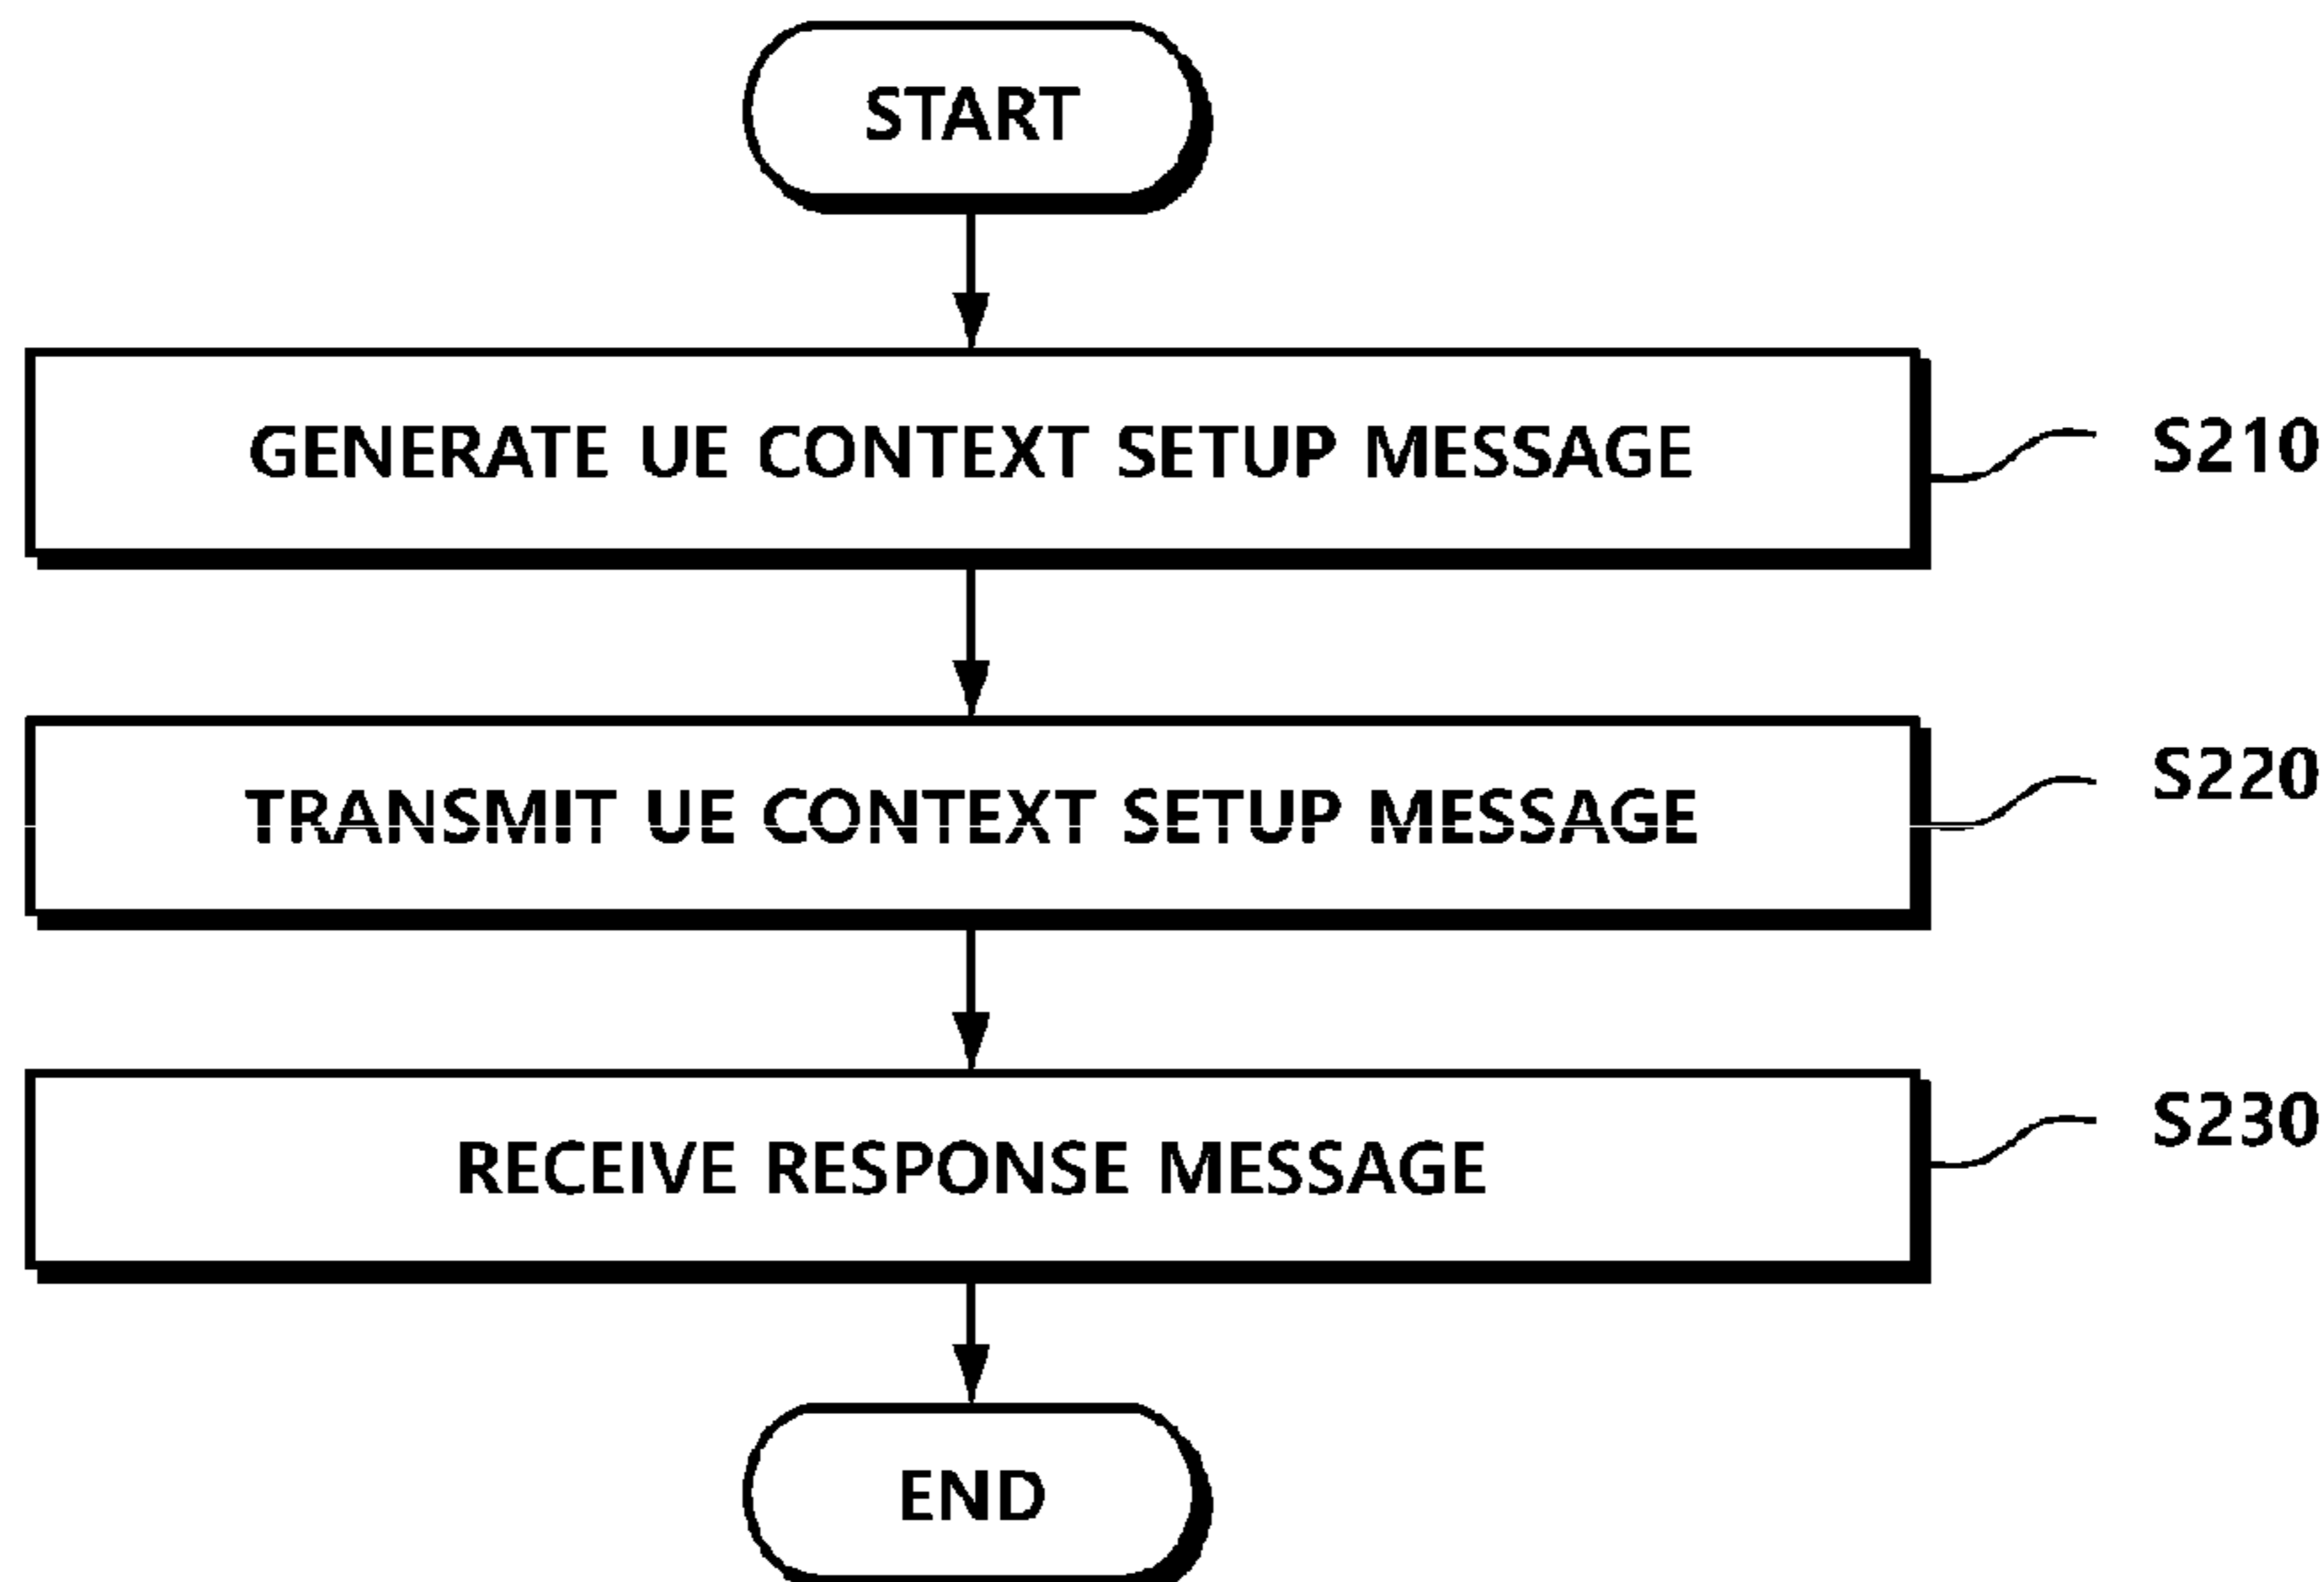 START
GENERATE UE CONTEXT SETUP MESSAGE
S210
TRANSMIT UE CONTEXT SETUP MESSAGE
S220
RECEIVE RESPONSE MESSAGE
S230
END